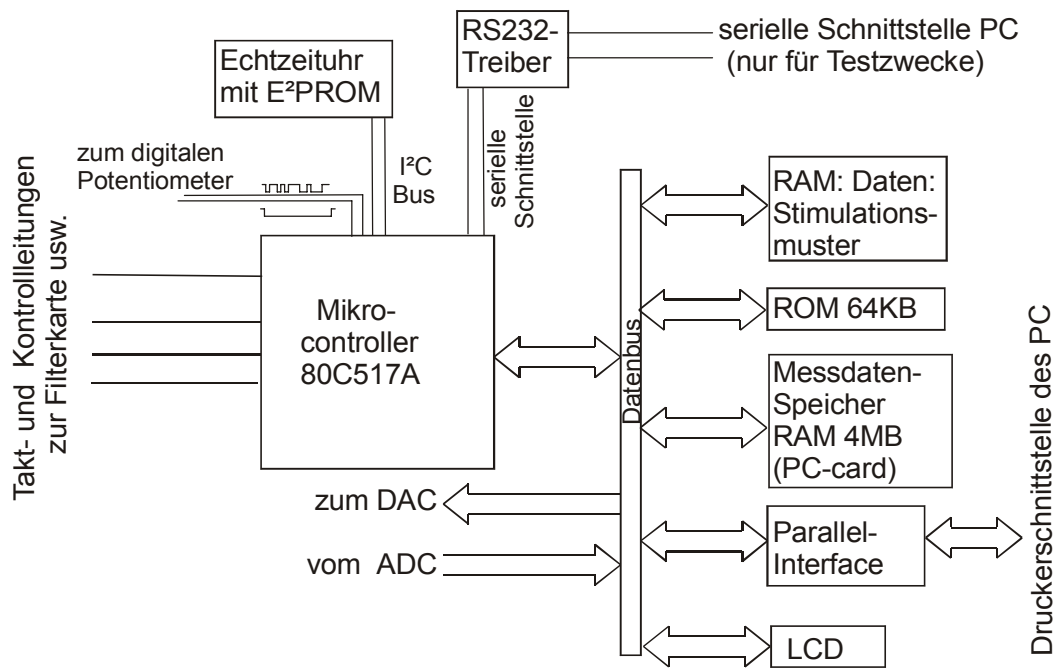 RS232-
Treiber
serielle Schnittstelle PC
(nur für Testzwecke)
Echtzeituhr
mit E²PROM
serielle
Schnittstelle
zum digitalen
Potentiometer
I²C
Bus
Takt- und Kontrolleitungen
zur Filterkarte usw.
Mikro-
controller
80C517A
Datenbus
RAM: Daten:
Stimulations-
muster
ROM 64KB
Messdaten-
Speicher
RAM 4MB
(PC-card)
zum DAC
vom ADC
Parallel-
Interface
LCD
Druckerschnittstelle des PC